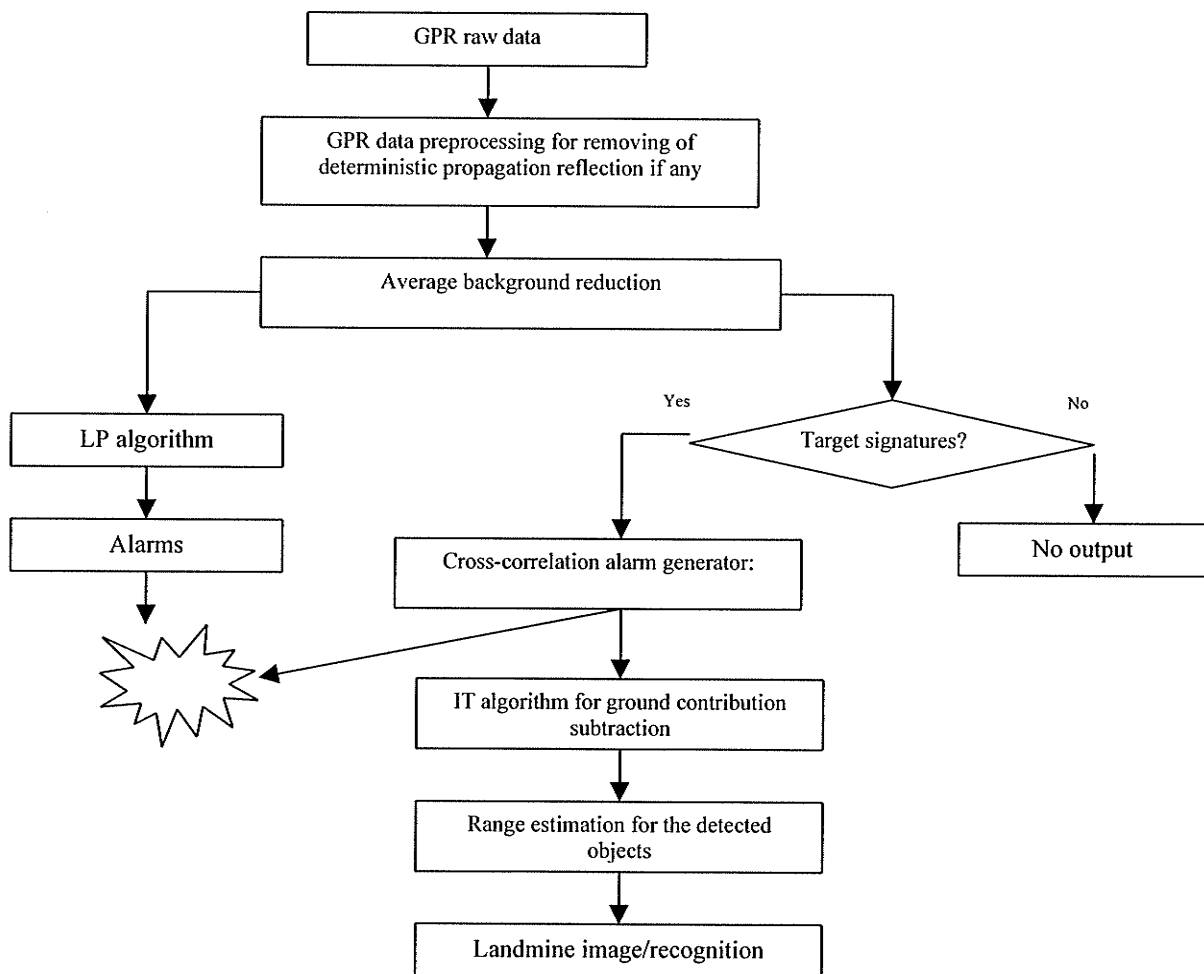 GPR raw data
GPR data preprocessing for removing of
deterministic propagation reflection if any
Average background reduction
Yes
No
LP algorithm
Target signatures?
Alarms
Cross-correlation alarm generator:
No output
IT algorithm for ground contribution
subtraction
Range estimation for the detected
objects
Landmine image/recognition